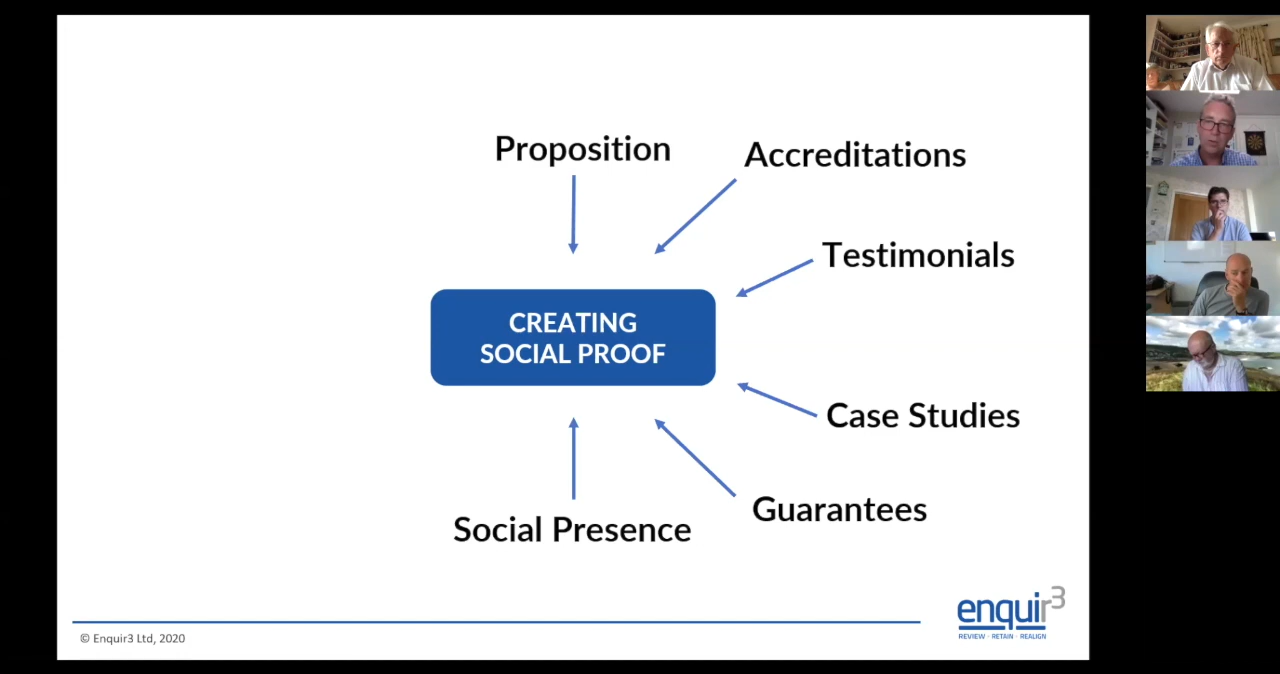 Proposition
Accreditations
Testimonials
CREATING
SOCIAL PROOF
Case Studies
Guarantees
Social Presence
enquir3
REVIEW · RETAIN · REALIGN
© Enquir3 Ltd, 2020